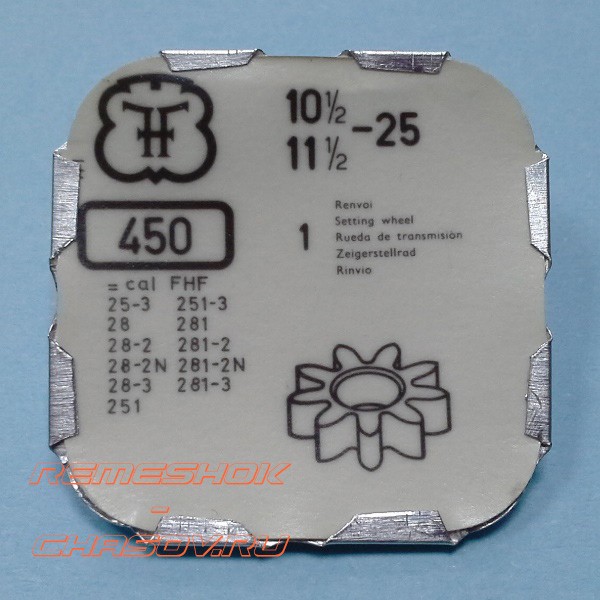 FH
10½
11½ -25
450
1 Renvoi
Setting wheel
Rueda de transmisión
Zeigerstellrad
Rinvio
= cal FHF
25-3 251-3
28 281
28-2 281-2
28-2N 281-2N
28-3 281-3
251
REMESHOK
-
CHASOV.RU